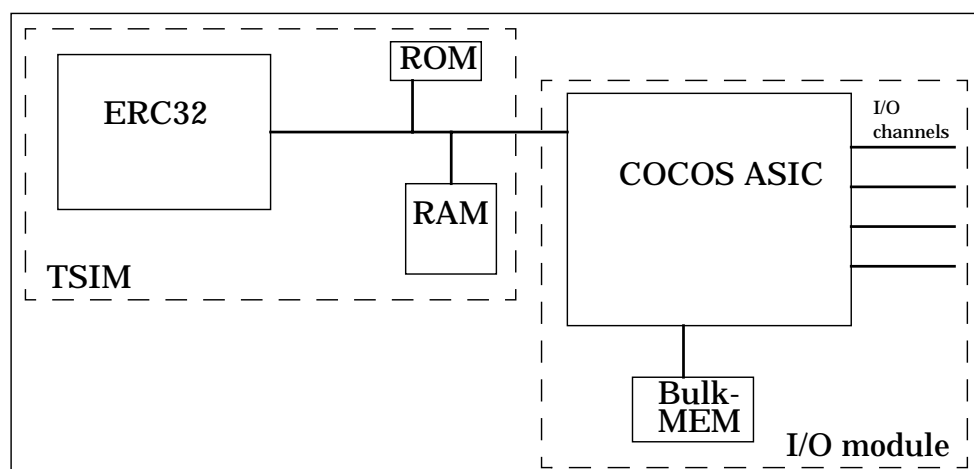 ROM
ERC32
I/O
channels
COCOS ASIC
RAM
TSIM
Bulk-
MEM
I/O module